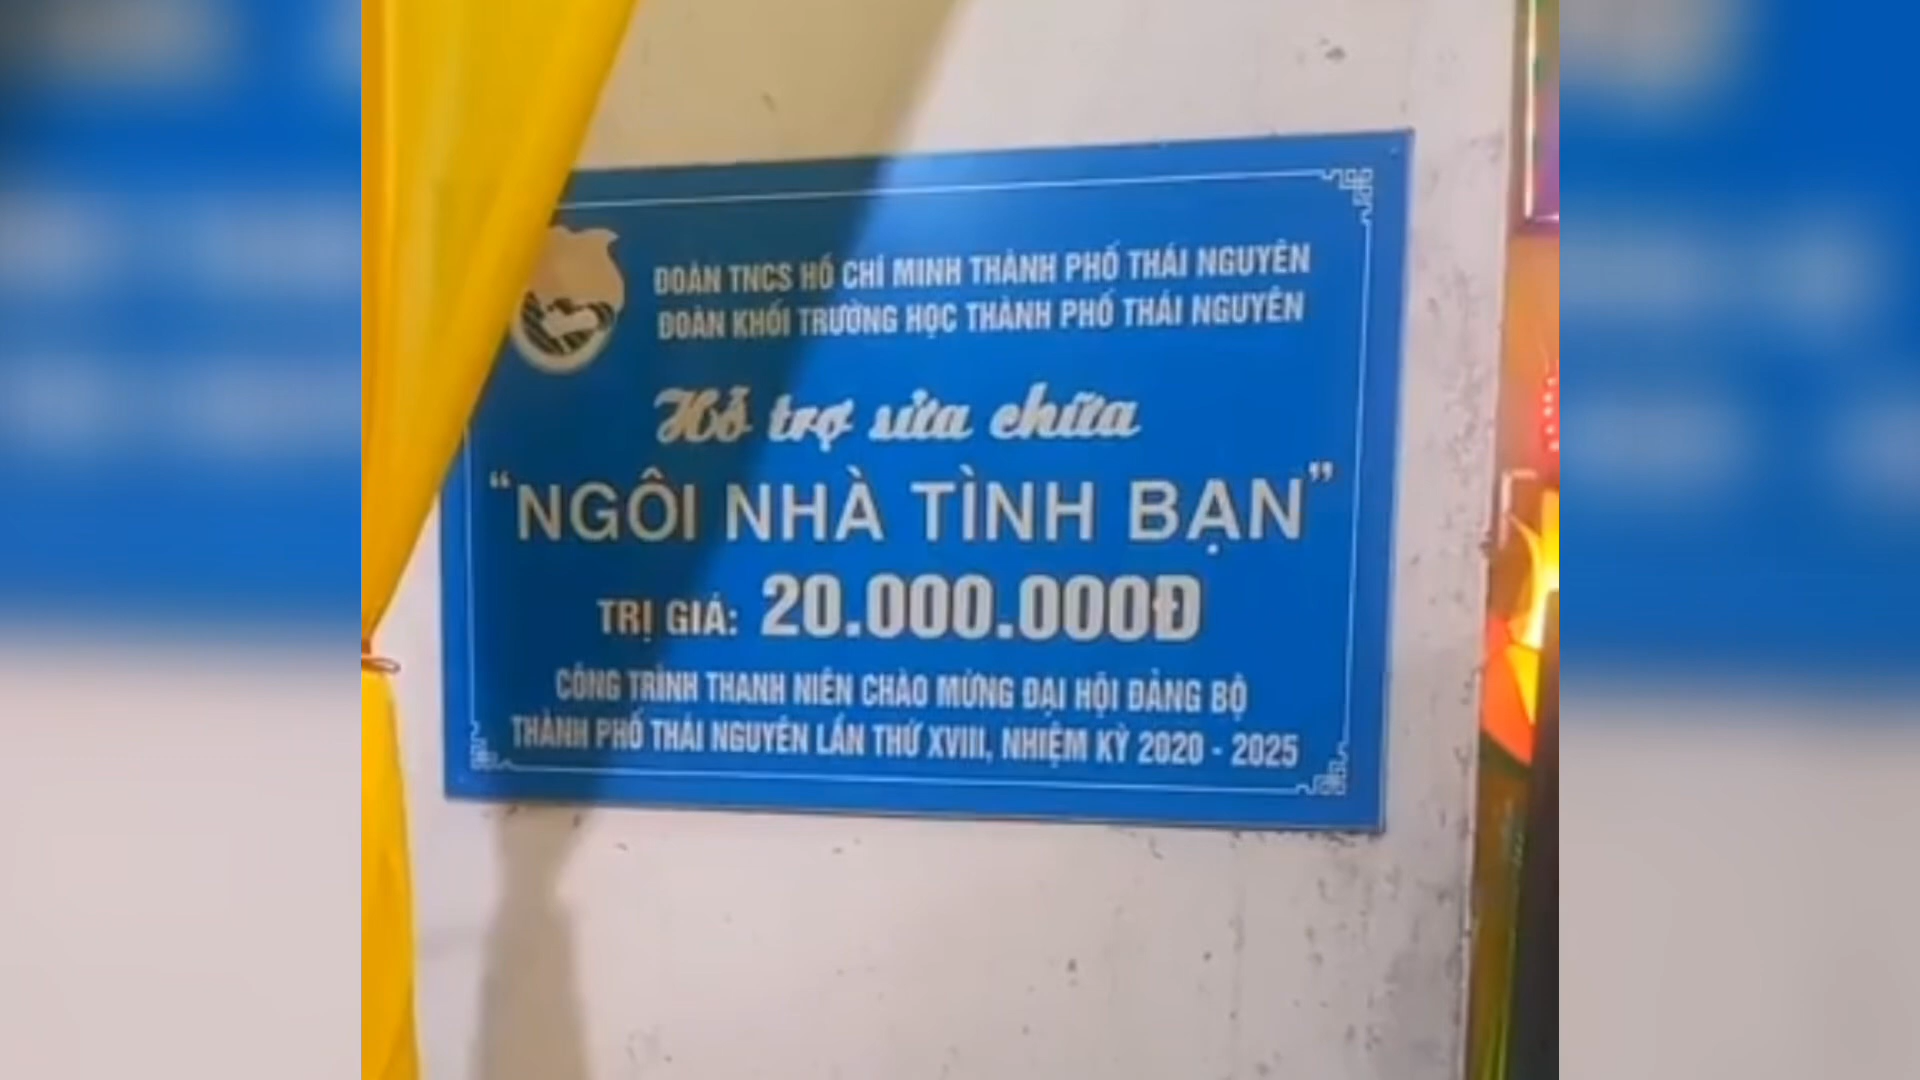 ĐOÀN TNCS HỒ CHÍ MINH THÀNH PHỐ THÁI NGUYÊN
ĐOÀN KHỐI TRƯỜNG HỌC THÀNH PHỐ THÁI NGUYÊN
Hỗ trợ sửa chữa
“NGÔI NHÀ TÌNH BẠN”
TRỊ GIÁ: 20.000.000Đ
CÔNG TRÌNH THANH NIÊN CHÀO MỪNG ĐẠI HỘI ĐẢNG BỘ
THÀNH PHỐ THÁI NGUYÊN LẦN THỨ XVIII, NHIỆM KỲ 2020 - 2025